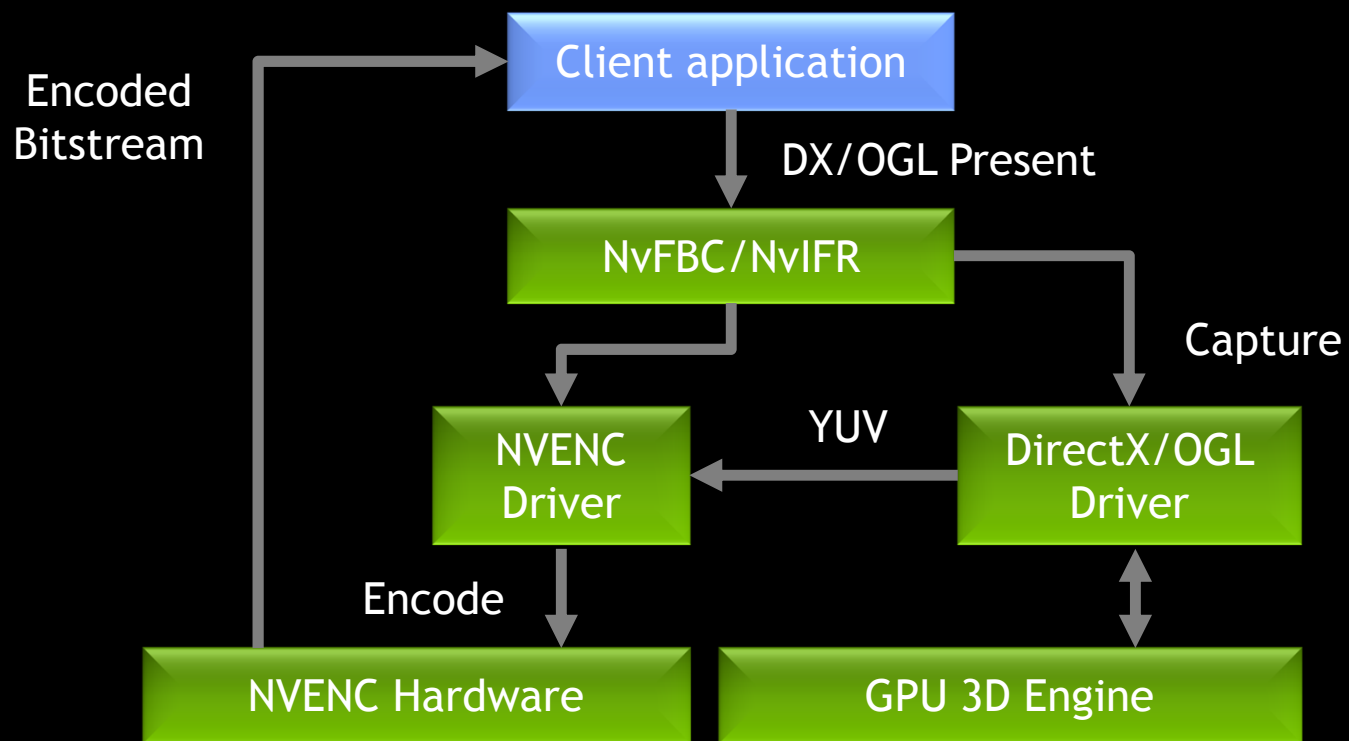 Client application
Encoded
Bitstream
DX/OGL Present
NvFBC/NvIFR
Capture
YUV
NVENC
Driver
DirectX/OGL
Driver
Encode
NVENC Hardware
GPU 3D Engine